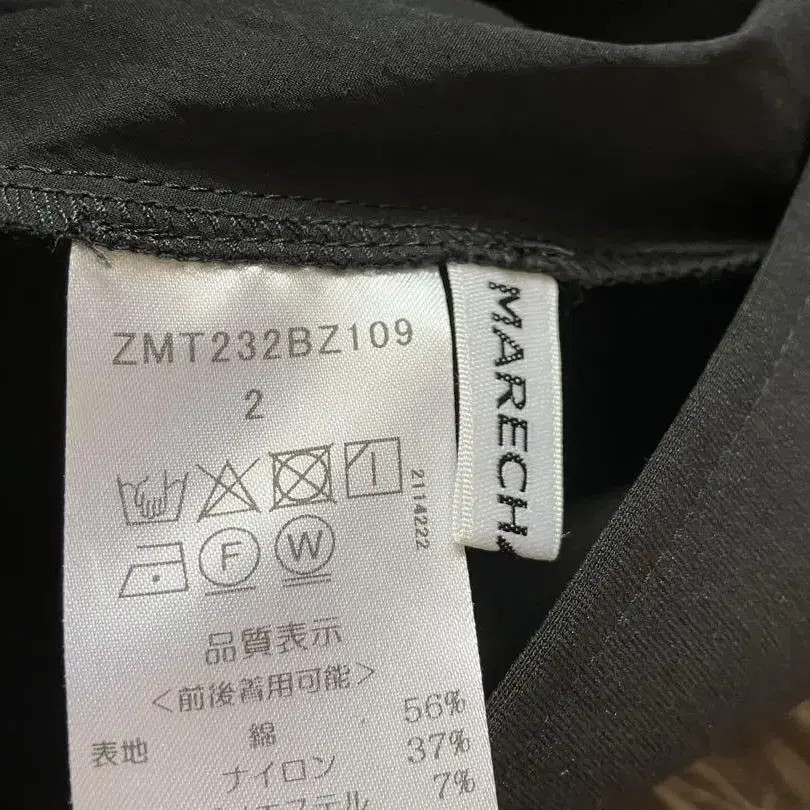 ZMT232BZ109
2
2114222
F W
品質表示
<前後着用可能>
表地 綿 56%
ナイロン 37%
7%
MARECH